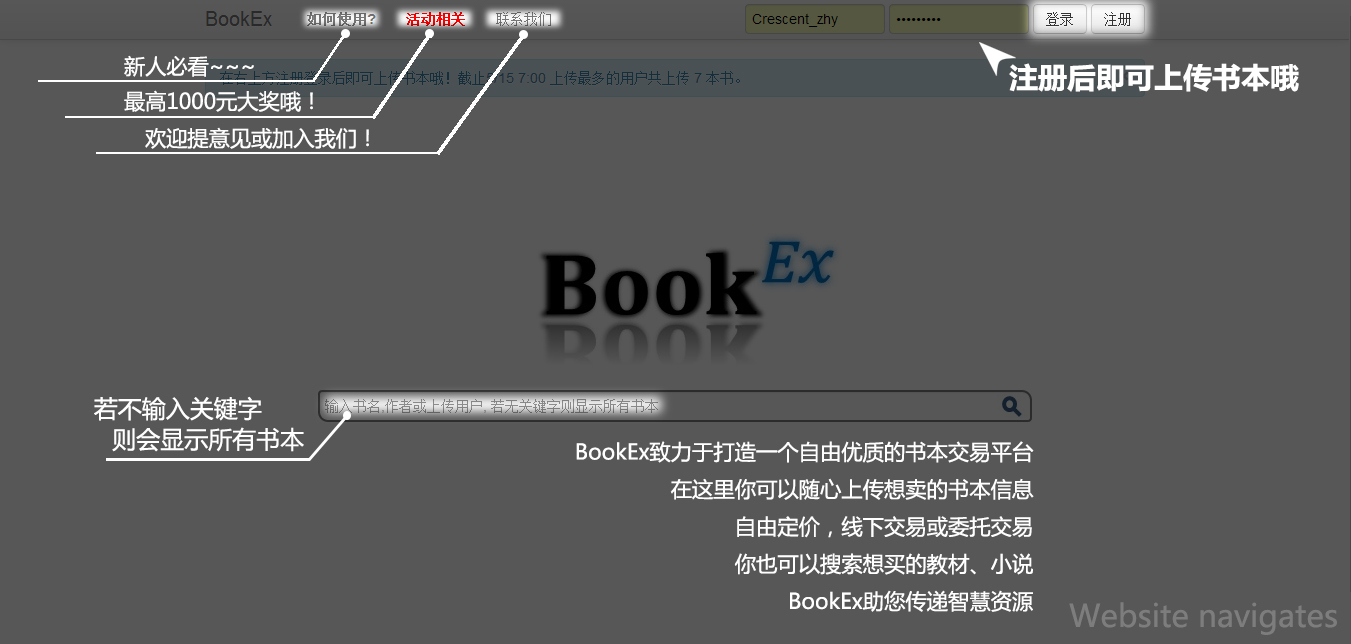 BookEx 如何使用? 活动相关 联系我们 Crescent_zhy ••••••••• 登录 注册
新人必看~~~
在右上方注册登录后即可上传书本哦！截止 15 7:00 上传最多的用户共上传 7 本书。
注册后即可上传书本哦
最高1000元大奖哦！
欢迎提意见或加入我们！
BookEx
若不输入关键字
则会显示所有书本
输入书名,作者或上传用户, 若无关键字则显示所有书本
BookEx致力于打造一个自由优质的书本交易平台
在这里你可以随心上传想卖的书本信息
自由定价，线下交易或委托交易
你也可以搜索想买的教材、小说
BookEx助您传递智慧资源
Website navigates